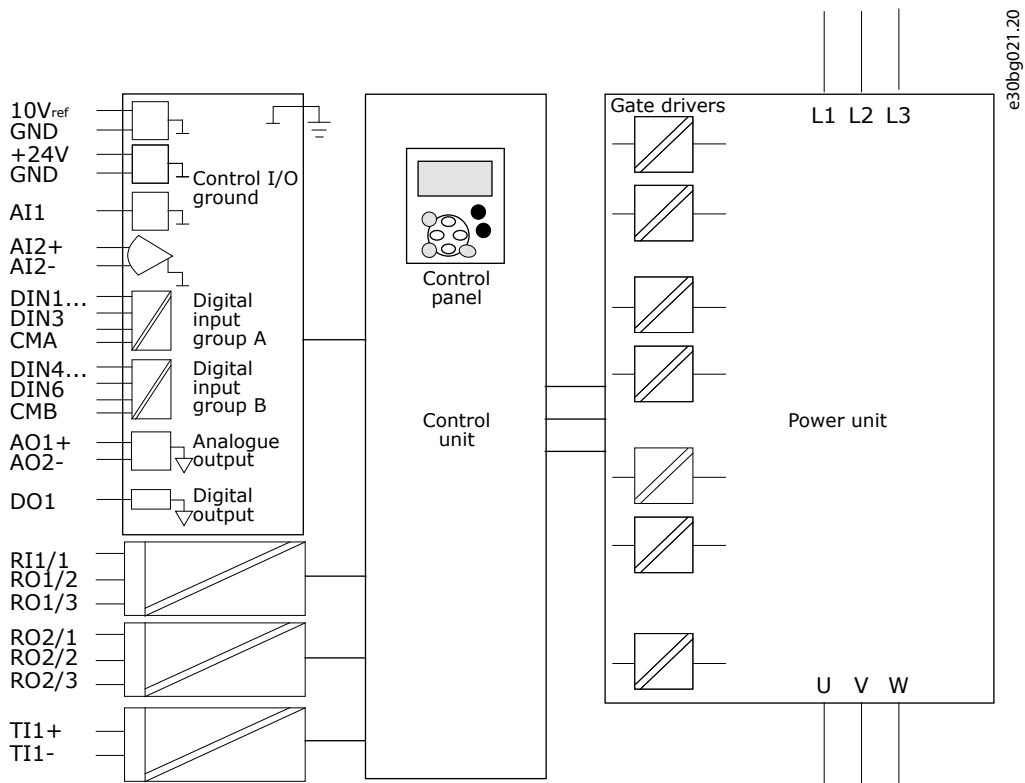 e30bg021.20
10Vref
GND
+24V
GND
Control I/O
ground
AI1
AI2+
AI2-
DIN1...
DIN3
CMA
Digital
input
group A
DIN4...
DIN6
CMB
Digital
input
group B
AO1+
AO2-
Analogue
output
DO1
Digital
output
RI1/1
RO1/2
RO1/3
RO2/1
RO2/2
RO2/3
TI1+
TI1-
Control
panel
Control
unit
Gate drivers
L1 L2 L3
Power unit
U V W